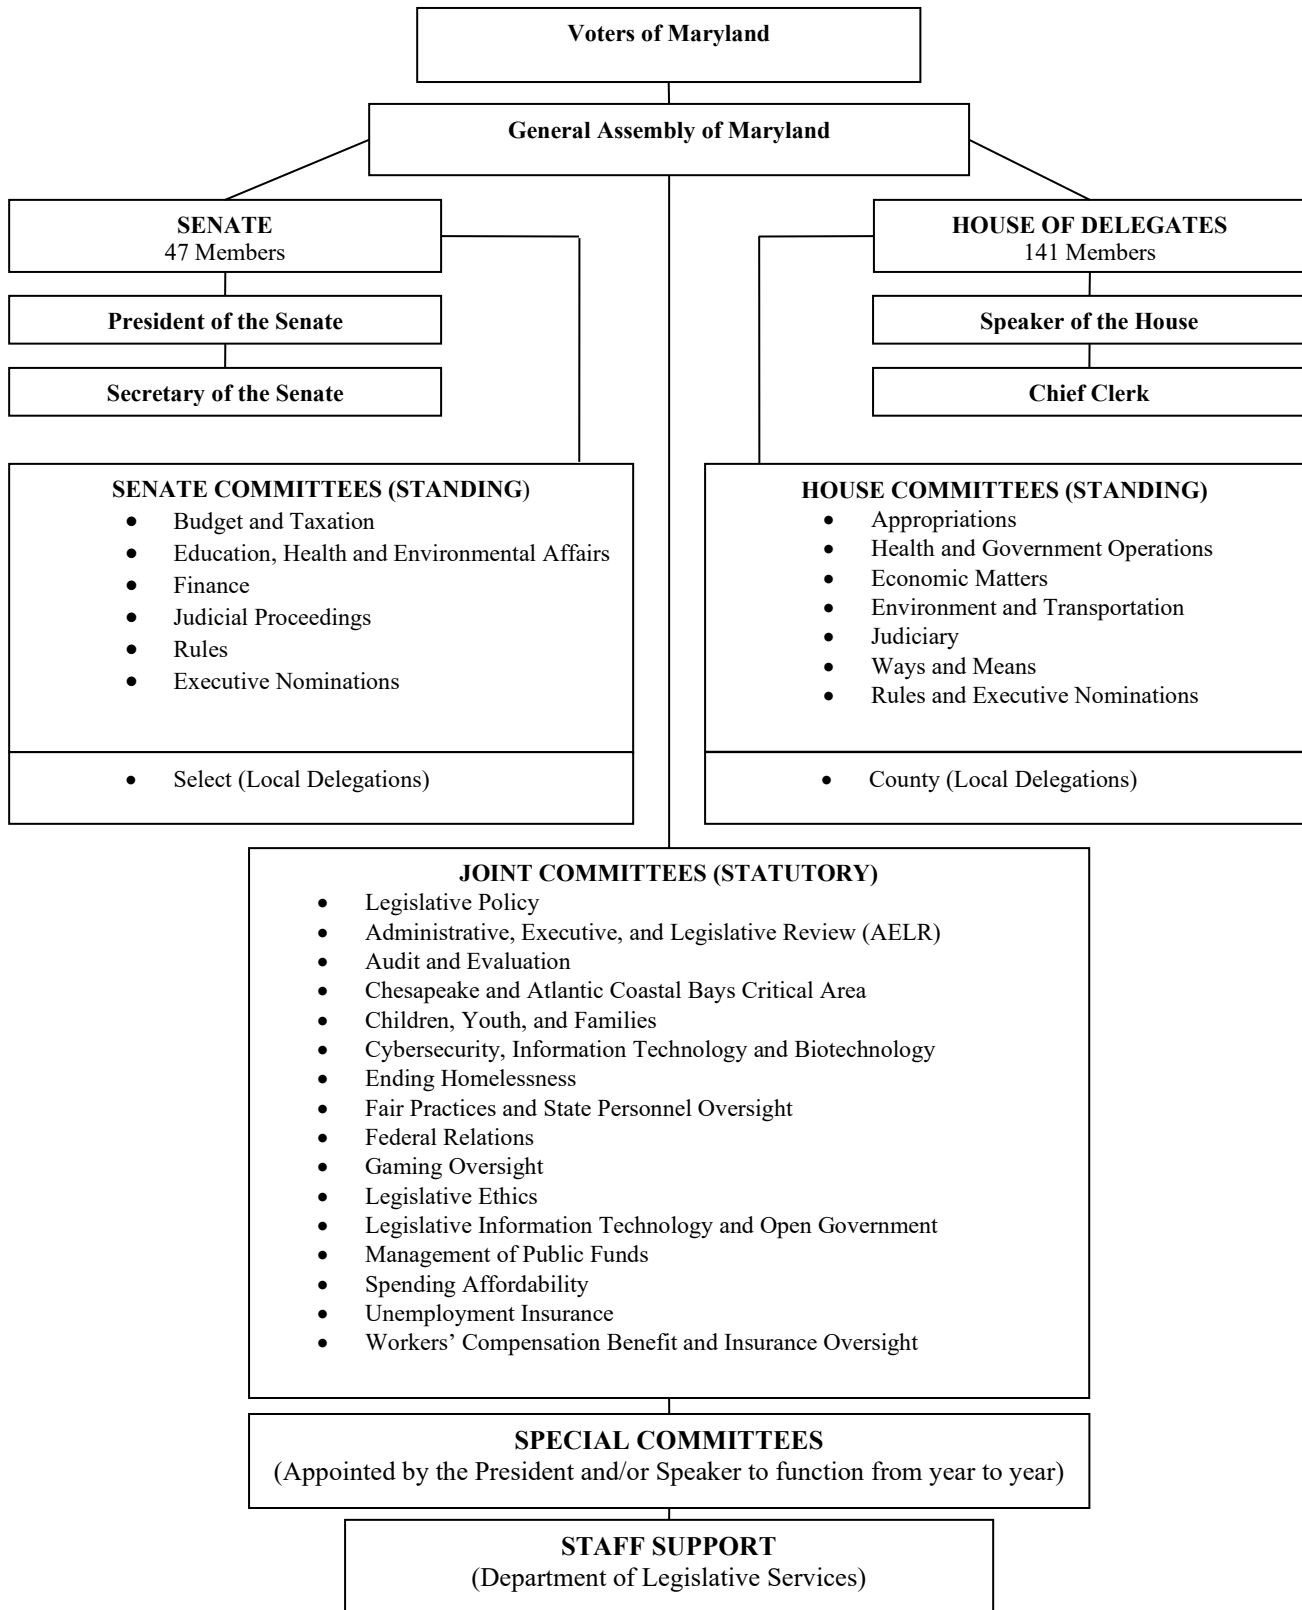 Voters of Maryland
General Assembly of Maryland
SENATE
47 Members
HOUSE OF DELEGATES
141 Members
President of the Senate
Speaker of the House
Secretary of the Senate
Chief Clerk
SENATE COMMITTEES (STANDING)
• Budget and Taxation
• Education, Health and Environmental Affairs
• Finance
• Judicial Proceedings
• Rules
• Executive Nominations
• Select (Local Delegations)
HOUSE COMMITTEES (STANDING)
• Appropriations
• Health and Government Operations
• Economic Matters
• Environment and Transportation
• Judiciary
• Ways and Means
• Rules and Executive Nominations
• County (Local Delegations)
JOINT COMMITTEES (STATUTORY)
• Legislative Policy
• Administrative, Executive, and Legislative Review (AELR)
• Audit and Evaluation
• Chesapeake and Atlantic Coastal Bays Critical Area
• Children, Youth, and Families
• Cybersecurity, Information Technology and Biotechnology
• Ending Homelessness
• Fair Practices and State Personnel Oversight
• Federal Relations
• Gaming Oversight
• Legislative Ethics
• Legislative Information Technology and Open Government
• Management of Public Funds
• Spending Affordability
• Unemployment Insurance
• Workers’ Compensation Benefit and Insurance Oversight
SPECIAL COMMITTEES
(Appointed by the President and/or Speaker to function from year to year)
STAFF SUPPORT
(Department of Legislative Services)